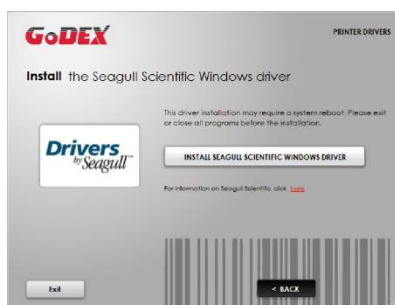 GoDEX
PRINTER DRIVERS
Install the Seagull Scientific Windows driver
This driver installation may require a system reboot. Please exit
or close all programs before the installation.
Drivers
by Seagull™
INSTALL SEAGULL SCIENTIFIC WINDOWS DRIVER
For information on Seagull Scientific, click here
Exit
< BACK